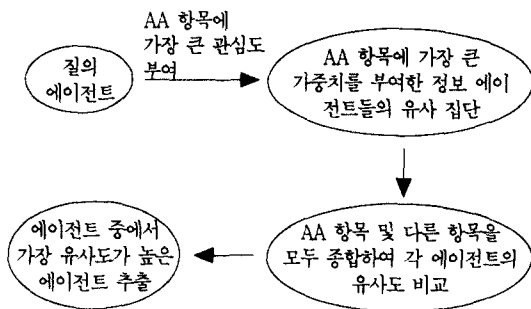 질의
에이전트
AA 항목에
가장 큰 관심도
부여
AA 항목에 가장 큰
가중치를 부여한 정보 에이
전트들의 유사 집단
AA 항목 및 다른 항목을
모두 종합하여 각 에이전트의
유사도 비교
에이전트 중에서
가장 유사도가 높은
에이전트 추출